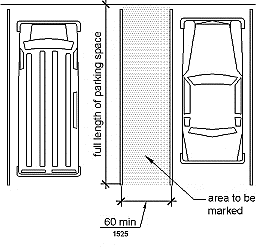 full length of parking space
area to be
marked
60 min
1525